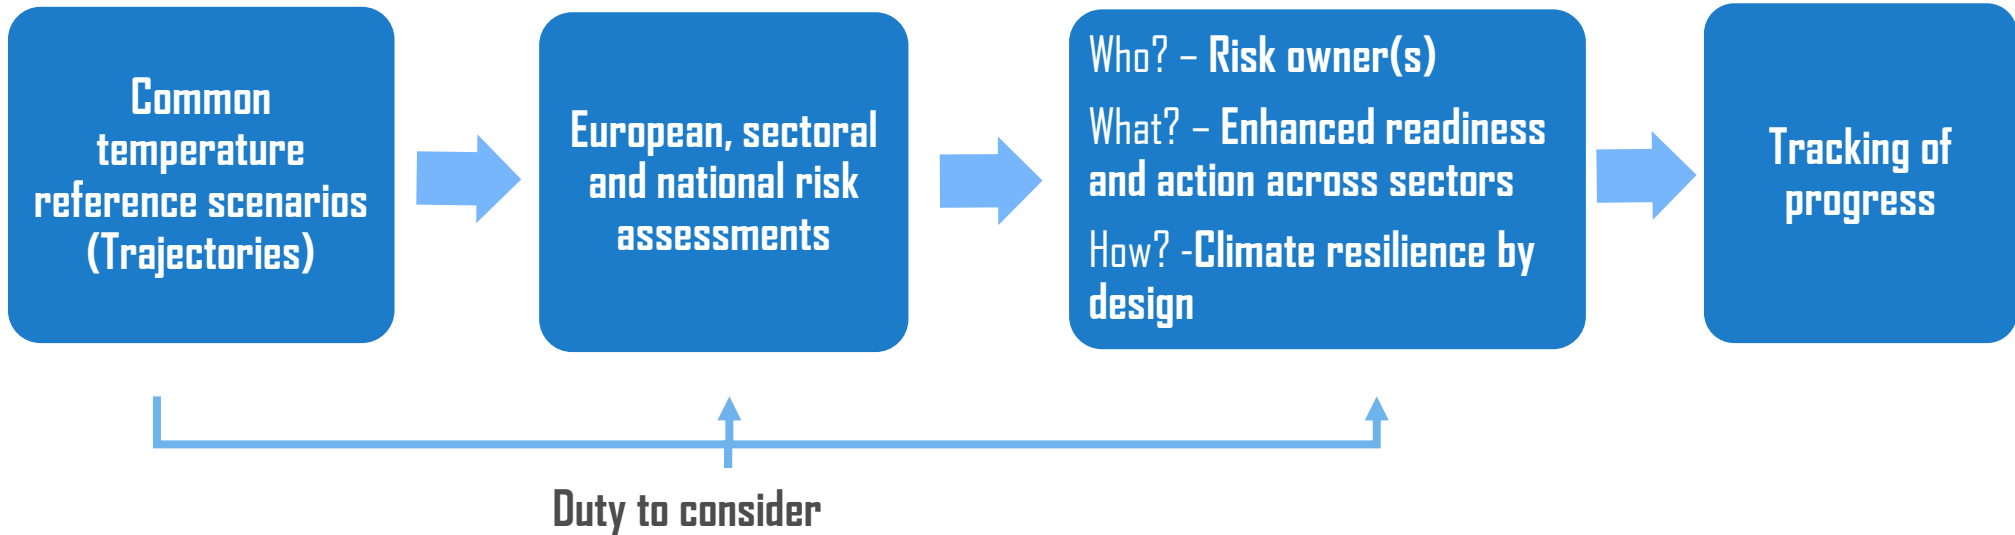 Common
temperature
reference scenarios
(Trajectories)
European, sectoral
and national risk
assessments
Who? – Risk owner(s)
What? – Enhanced readiness
and action across sectors
How? -Climate resilience by
design
Tracking of
progress
Duty to consider